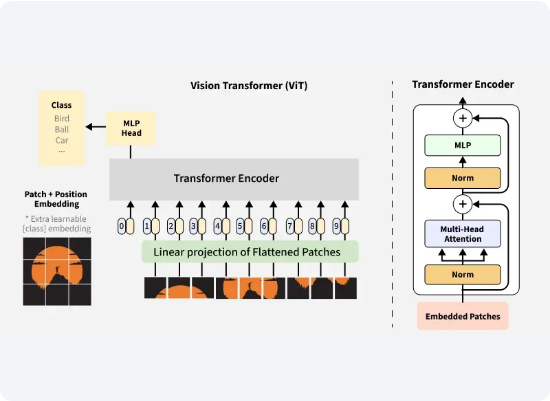 Vision Transformer (ViT)
Class
Bird
Ball
Car
...
MLP
Head
Transformer Encoder
Patch + Position
Embedding
* Extra learnable
[class] embedding
0 1 2 3 4 5 6 7 8 9
Linear projection of Flattened Patches
Transformer Encoder
+
MLP
Norm
+
Multi-Head
Attention
Norm
Embedded Patches